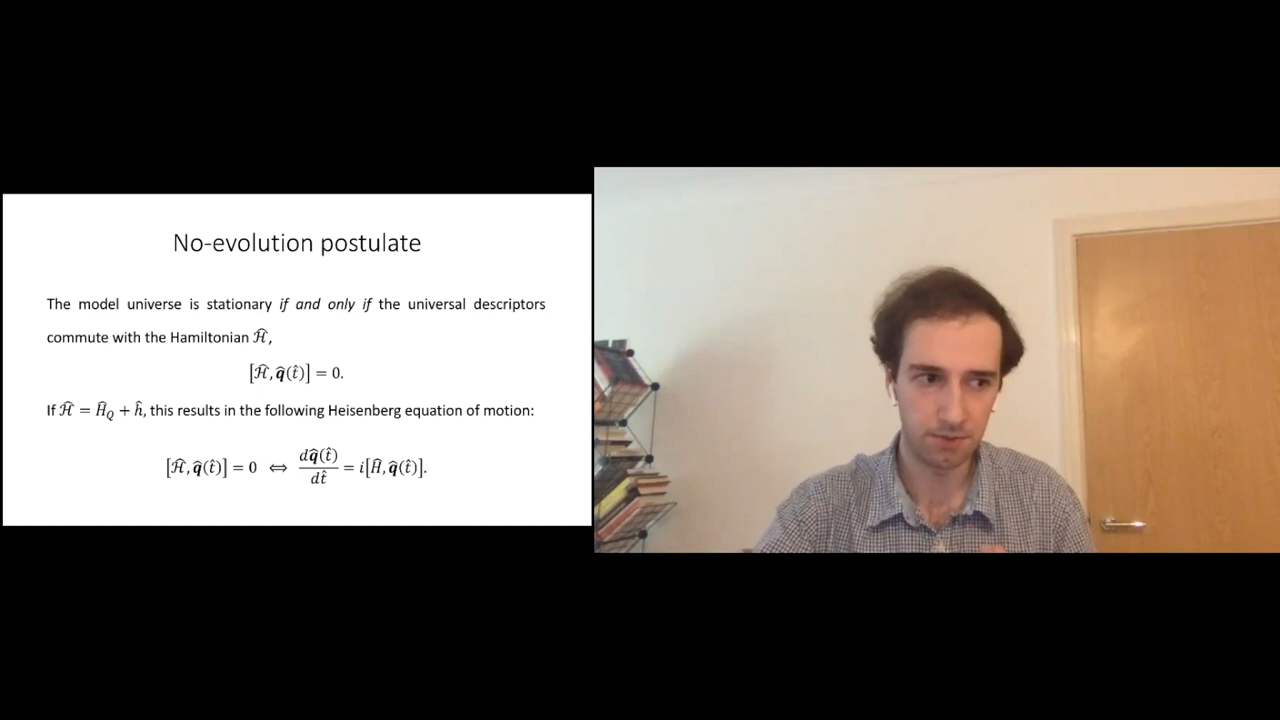 No-evolution postulate
The model universe is stationary if and only if the universal descriptors
commute with the Hamiltonian ℋ̂,
[ℋ̂, q̂(t̂)] = 0.
If ℋ̂ = Ĥ_Q + ĥ, this results in the following Heisenberg equation of motion:
[ℋ̂, q̂(t̂)] = 0 ⇔ dq̂(t̂)/dt̂ = i[Ĥ, q̂(t̂)].